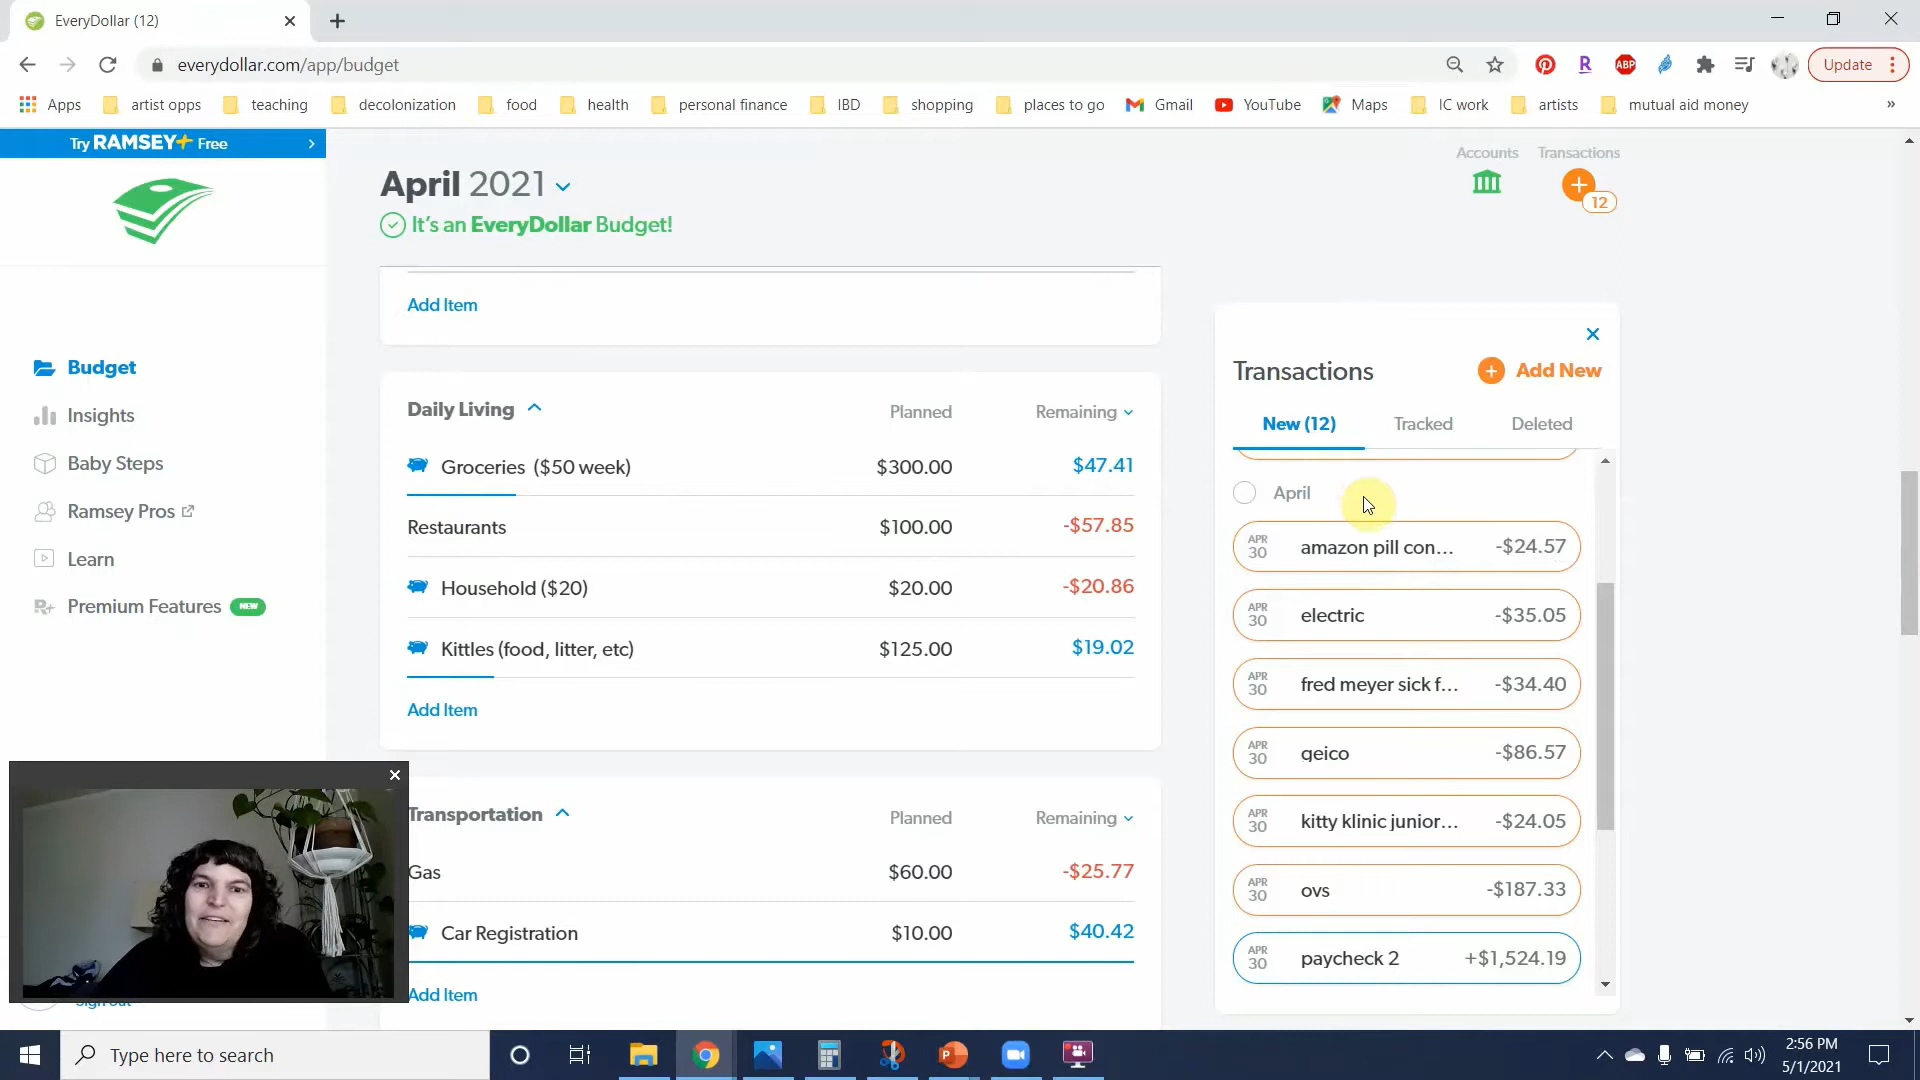 EveryDollar (12)
everydollar.com/app/budget
Update
Apps
artist opps
teaching
decolonization
food
health
personal finance
IBD
shopping
places to go
Gmail
YouTube
Maps
IC work
artists
mutual aid money
»
Try RAMSEY+ Free
Budget
Insights
Baby Steps
Ramsey Pros
Learn
Premium Features NEW
Sign out
April 2021
It's an EveryDollar Budget!
Accounts
Transactions
12
Add Item
Daily Living Planned Remaining
Groceries ($50 week) $300.00 $47.41
Restaurants $100.00 -$57.85
Household ($20) $20.00 -$20.86
Kittles (food, litter, etc) $125.00 $19.02
Add Item
Transportation Planned Remaining
Gas $60.00 -$25.77
Car Registration $10.00 $40.42
Add Item
Transactions Add New
New (12) Tracked Deleted
April
APR 30 amazon pill con... -$24.57
APR 30 electric -$35.05
APR 30 fred meyer sick f... -$34.40
APR 30 geico -$86.57
APR 30 kitty klinic junior... -$24.05
APR 30 ovs -$187.33
APR 30 paycheck 2 +$1,524.19
Type here to search
2:56 PM
5/1/2021